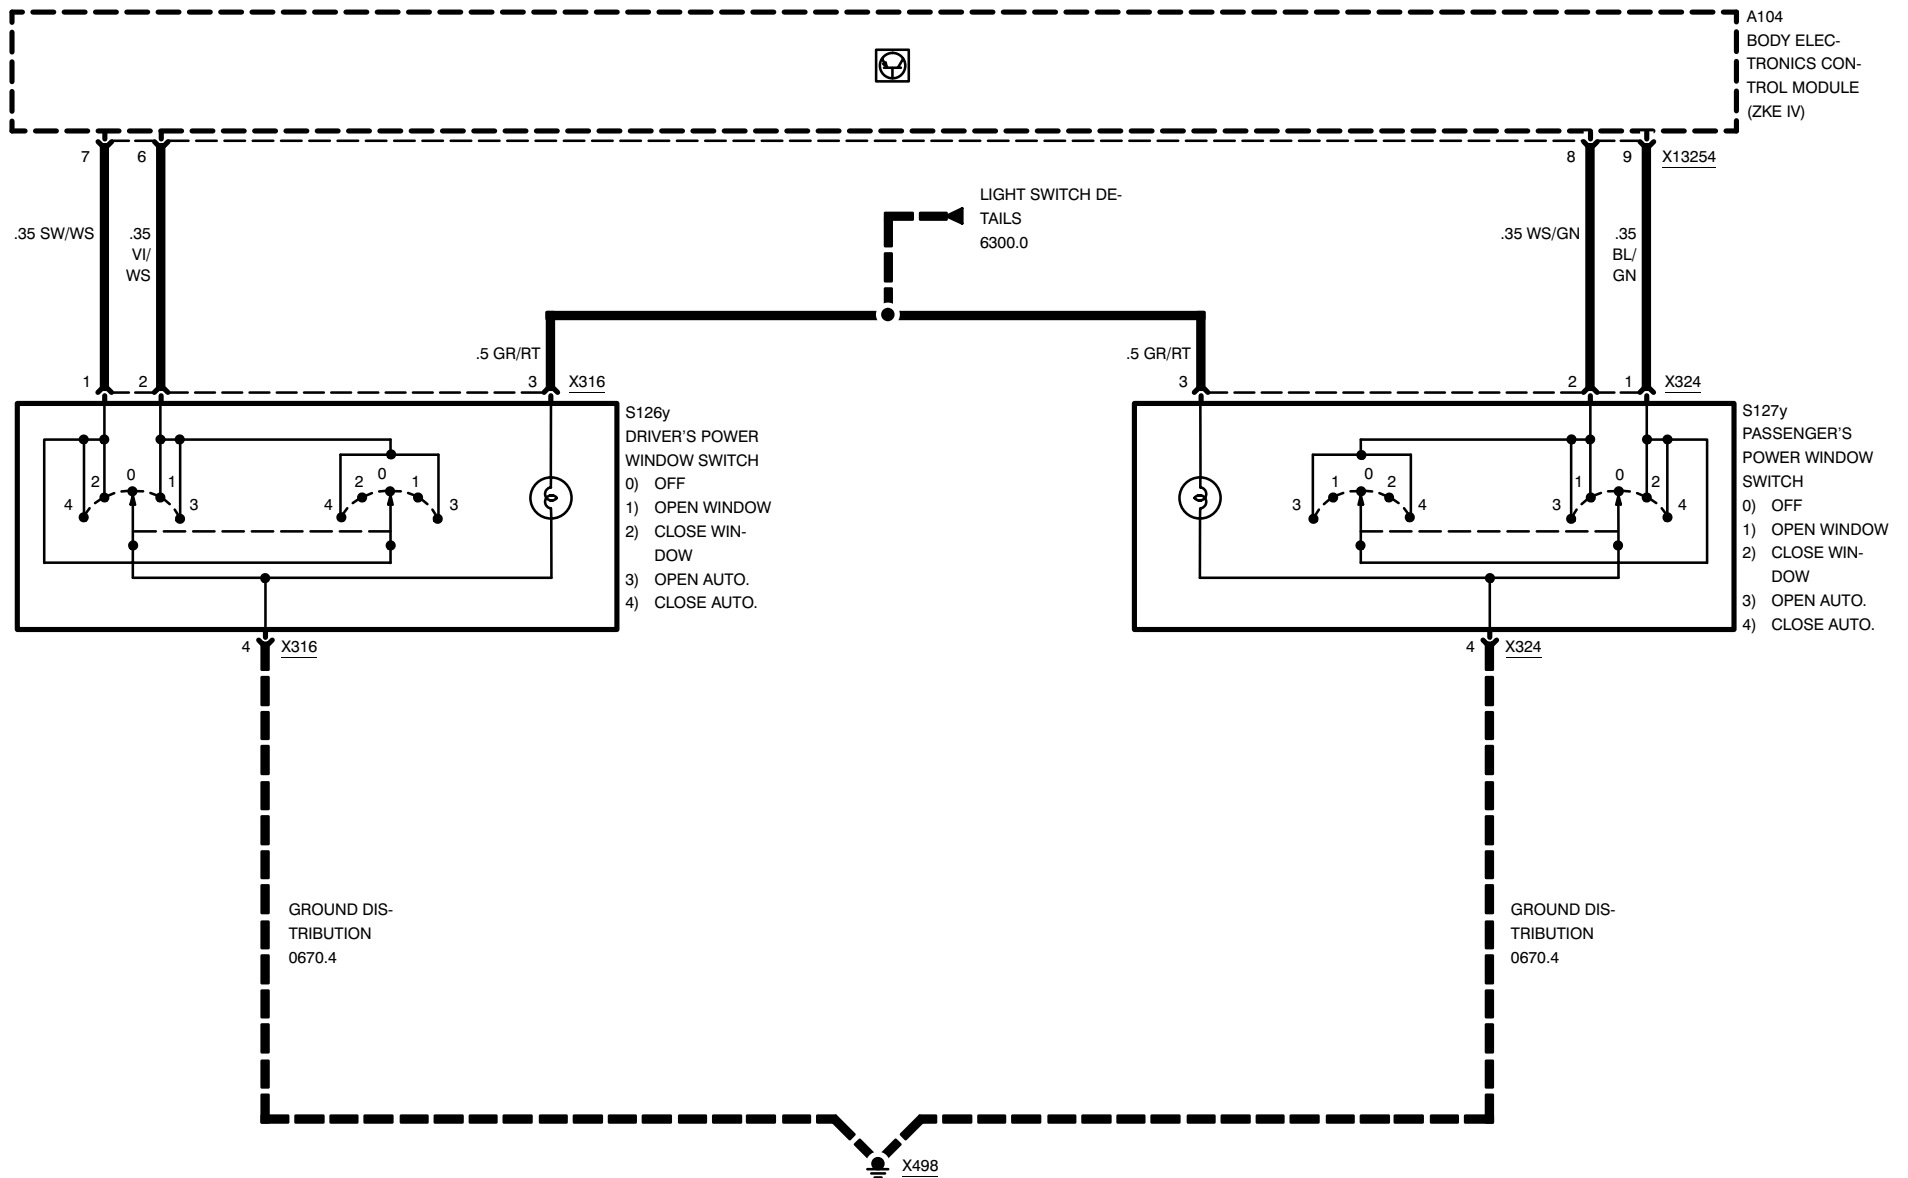 A104
BODY ELEC-
TRONICS CON-
TROL MODULE
(ZKE IV)
7
6
8
9
X13254
LIGHT SWITCH DE-
TAILS
6300.0
.35 SW/WS
.35
VI/
WS
.35 WS/GN
.35
BL/
GN
.5 GR/RT
.5 GR/RT
1
2
3
X316
3
2
1
X324
S126y
DRIVER'S POWER
WINDOW SWITCH
0) OFF
1) OPEN WINDOW
2) CLOSE WIN-
DOW
3) OPEN AUTO.
4) CLOSE AUTO.
4
2
0
1
3
4
2
0
1
3
S127y
PASSENGER'S
POWER WINDOW
SWITCH
0) OFF
1) OPEN WINDOW
2) CLOSE WIN-
DOW
3) OPEN AUTO.
4) CLOSE AUTO.
3
1
0
2
4
3
1
0
2
4
4
X316
4
X324
GROUND DIS-
TRIBUTION
0670.4
GROUND DIS-
TRIBUTION
0670.4
X498